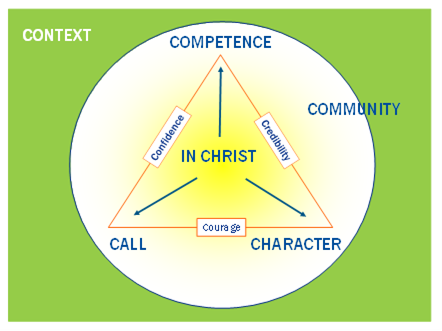 CONTEXT
COMPETENCE
COMMUNITY
Confidence
Credibility
IN CHRIST
Courage
CALL
CHARACTER